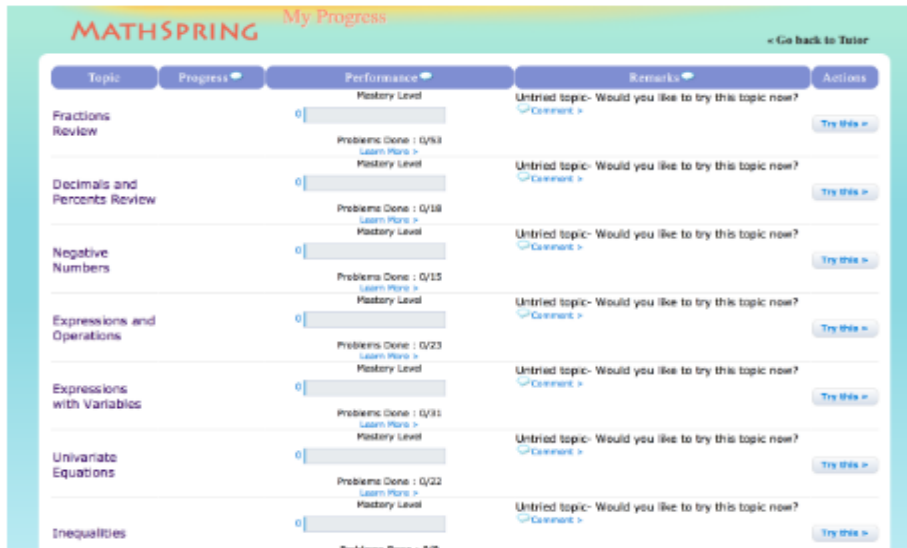 MATHSPRING
My Progress
« Go back to Tutor
Topic Progress Performance Remarks Actions
Fractions
Review
Mastery Level
0
Problems Done : 0/53
Learn More >
Untried topic- Would you like to try this topic now?
Comment >
Try this »
Decimals and
Percents Review
Mastery Level
0
Problems Done : 0/18
Learn More >
Untried topic- Would you like to try this topic now?
Comment >
Try this »
Negative
Numbers
Mastery Level
0
Problems Done : 0/15
Learn More >
Untried topic- Would you like to try this topic now?
Comment >
Try this »
Expressions and
Operations
Mastery Level
0
Problems Done : 0/23
Learn More >
Untried topic- Would you like to try this topic now?
Comment >
Try this »
Expressions
with Variables
Mastery Level
0
Problems Done : 0/31
Learn More >
Untried topic- Would you like to try this topic now?
Comment >
Try this »
Univariate
Equations
Mastery Level
0
Problems Done : 0/22
Learn More >
Untried topic- Would you like to try this topic now?
Comment >
Try this »
Inequalities
Mastery Level
0
Untried topic- Would you like to try this topic now?
Comment >
Try this »